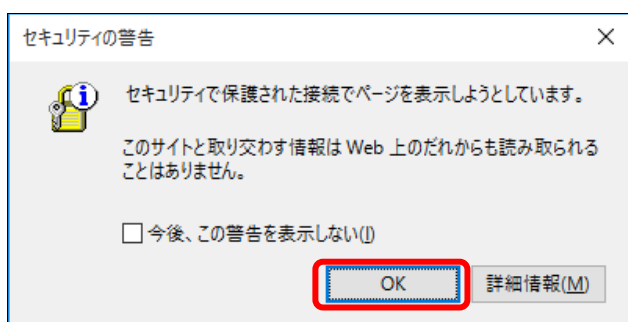 セキュリティの警告
セキュリティで保護された接続でページを表示しようとしています。
このサイトと取り交わす情報は Web 上のだれからも読み取られる
ことはありません。
今後、この警告を表示しない(I)
OK
詳細情報(M)